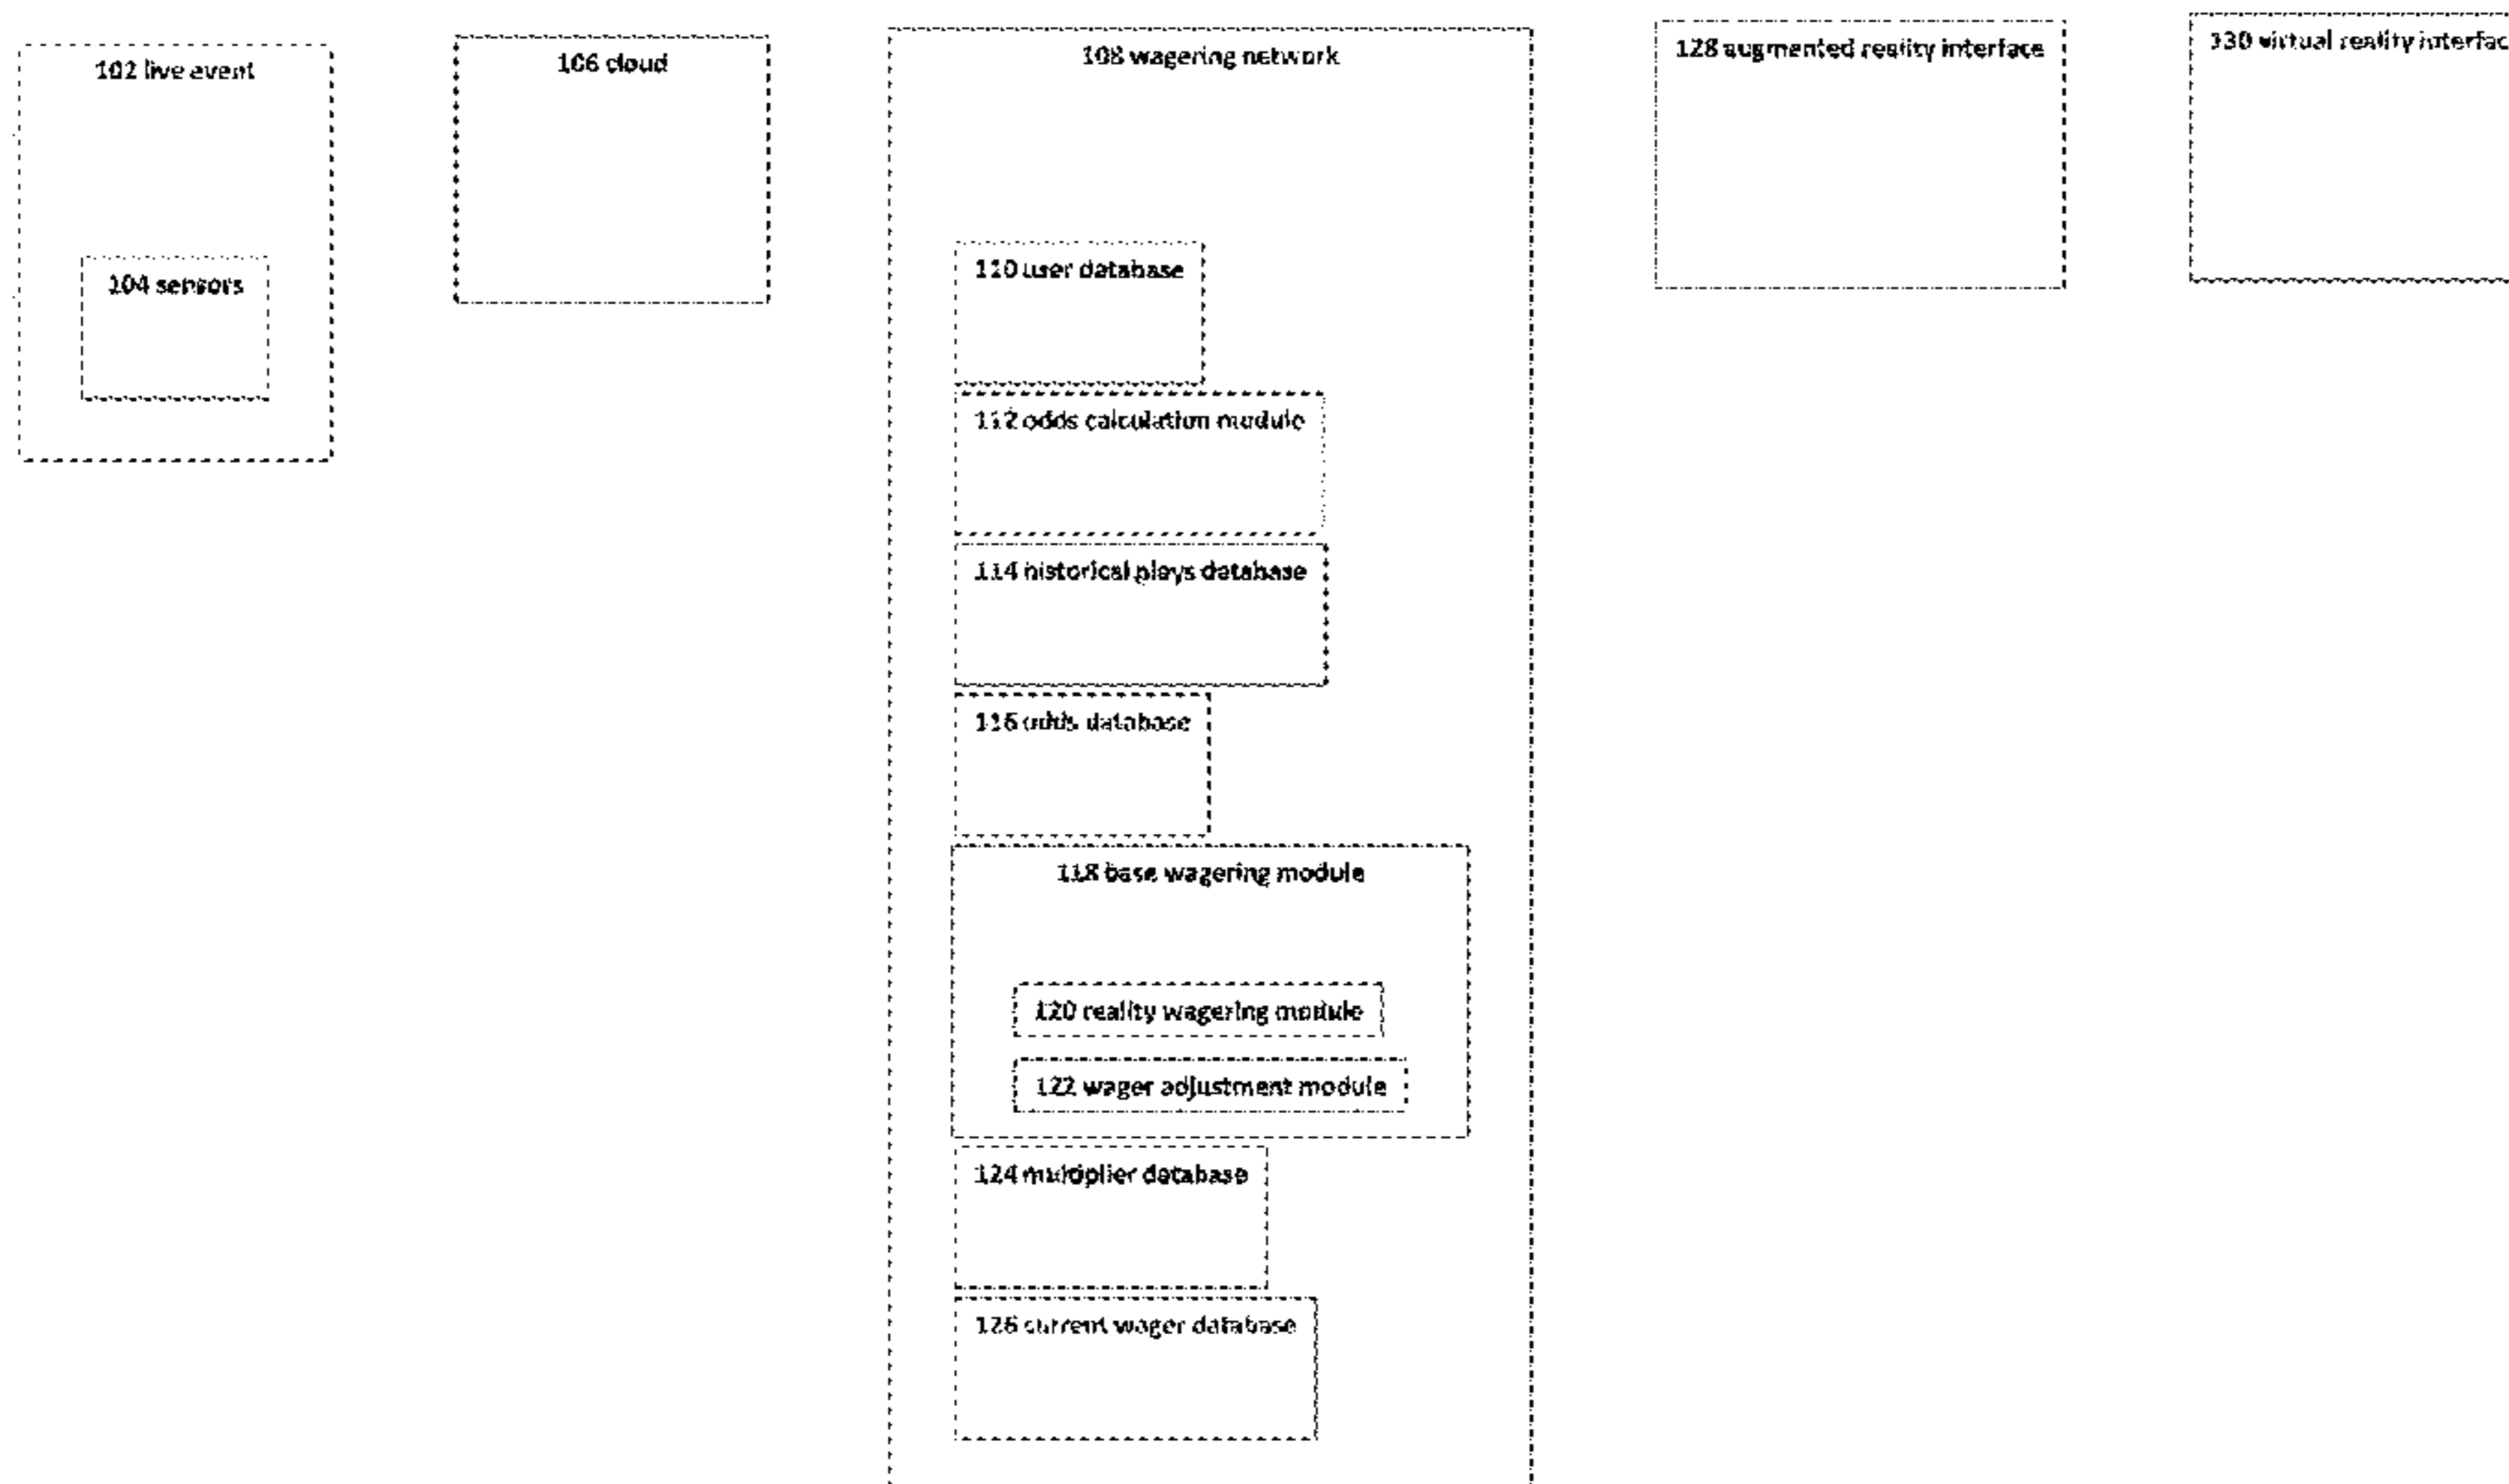 102 live event
104 sensors
106 cloud
108 wagering network
110 user database
112 odds calculation module
114 historical plays database
116 odds database
118 base wagering module
120 reality wagering module
122 wager adjustment module
124 multiplier database
126 current wager database
128 augmented reality interface
130 virtual reality interfac